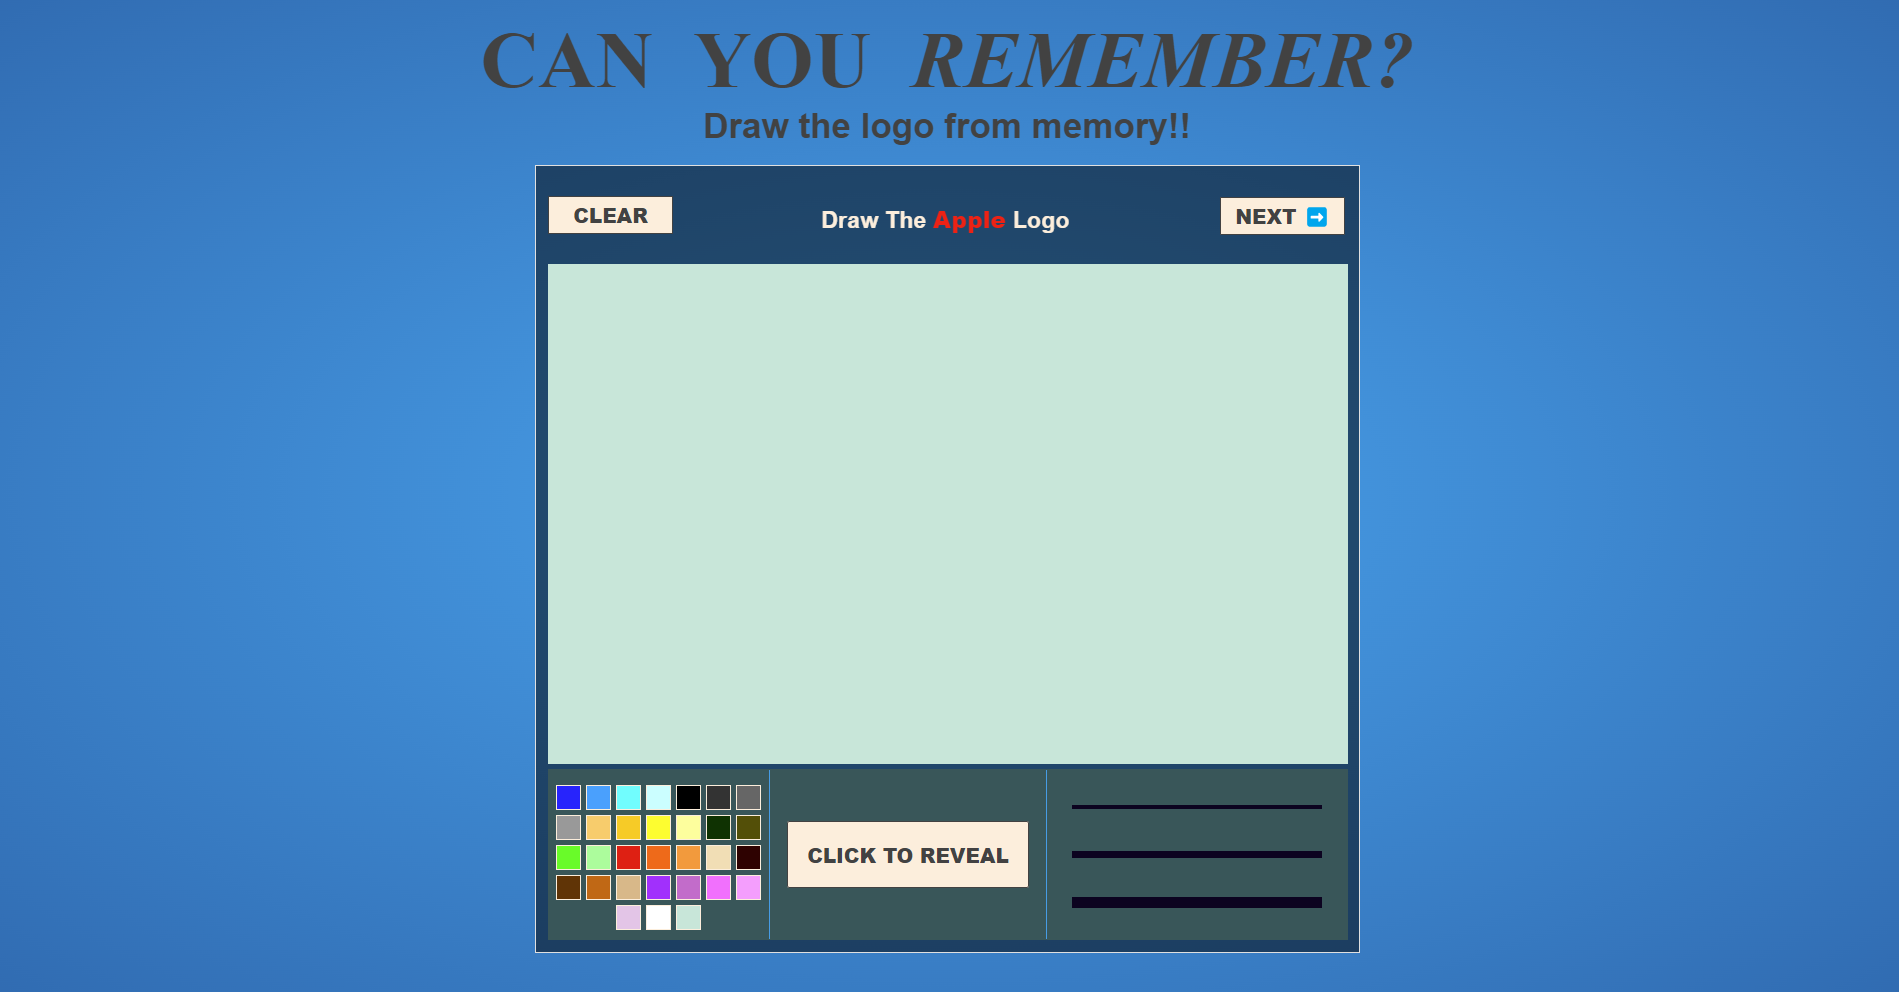 CAN YOU REMEMBER?
Draw the logo from memory!!
CLEAR
Draw The Apple Logo
NEXT ➡️
CLICK TO REVEAL